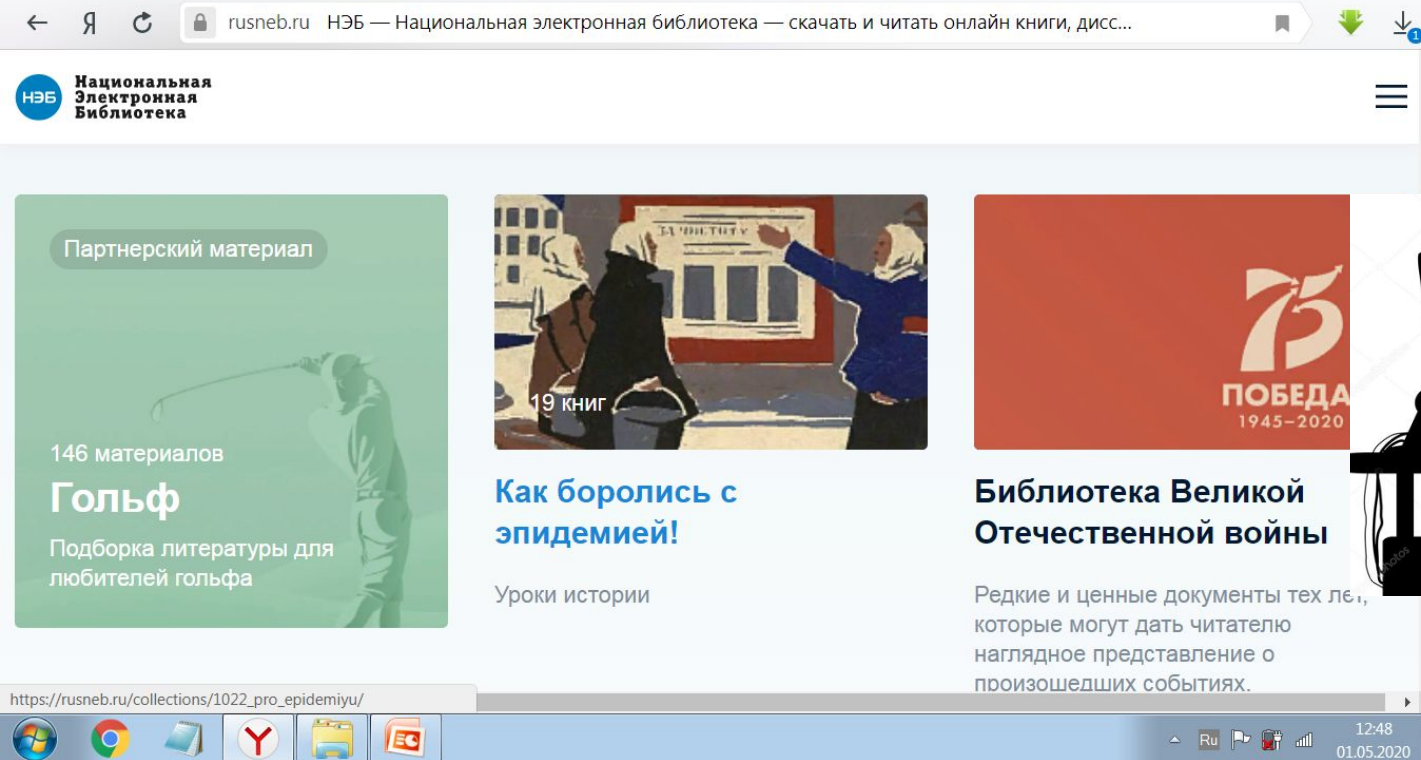 Я
rusneb.ru НЭБ — Национальная электронная библиотека — скачать и читать онлайн книги, дисс...
1
НЭБ
Национальная
Электронная
Библиотека
Партнерский материал
146 материалов
Гольф
Подборка литературы для
любителей гольфа
ЗА ЧИСТОТУ
19 книг
Как боролись с
эпидемией!
Уроки истории
75
ПОБЕДА
1945–2020
Библиотека Великой
Отечественной войны
Редкие и ценные документы тех лет,
которые могут дать читателю
наглядное представление о
произошедших событиях.
https://rusneb.ru/collections/1022_pro_epidemiyu/
Ru
12:48
01.05.2020